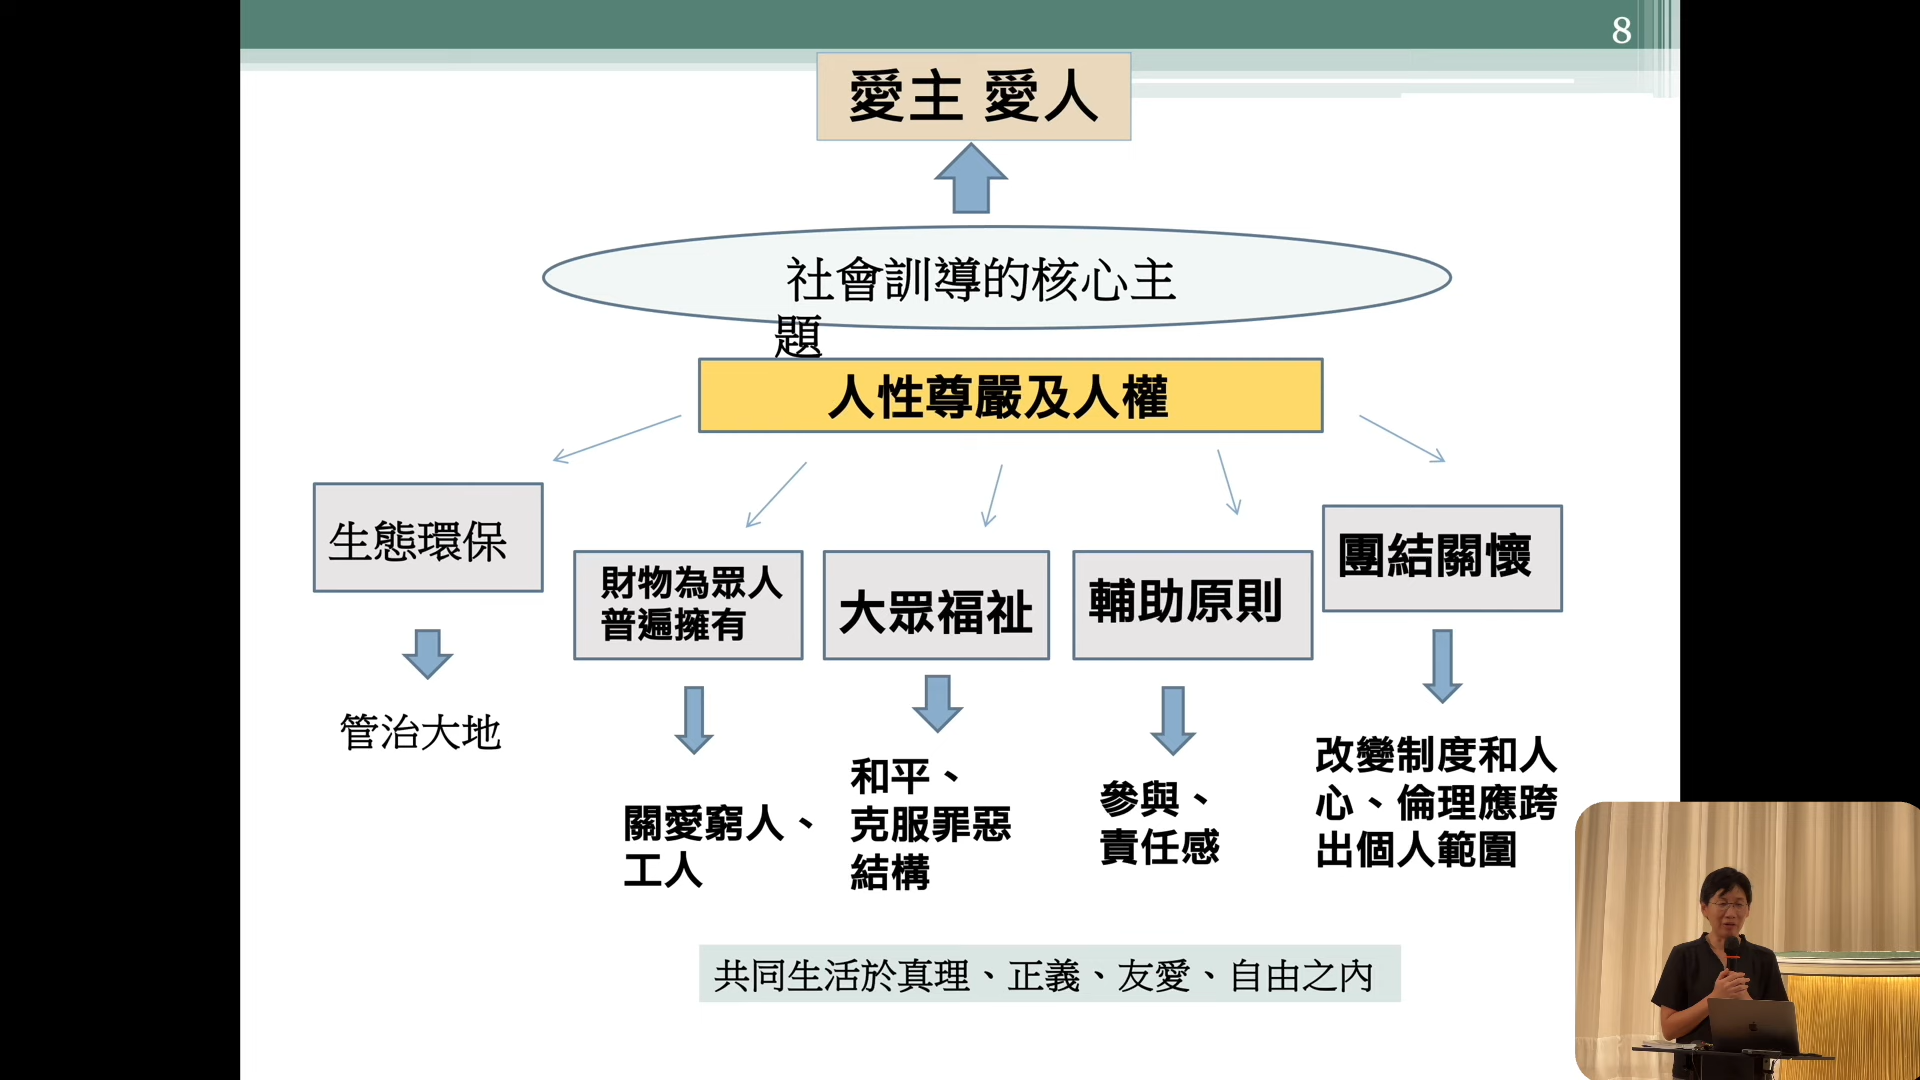 8
愛主 愛人
社會訓導的核心主
題
人性尊嚴及人權
生態環保
財物為眾人
普遍擁有
大眾福祉
輔助原則
團結關懷
管治大地
關愛窮人、
工人
和平、
克服罪惡
結構
參與、
責任感
改變制度和人
心、倫理應跨
出個人範圍
共同生活於真理、正義、友愛、自由之內